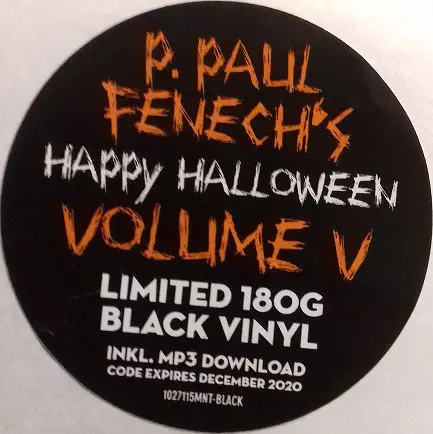 P. PAUL
FENECH'S
HAPPY HALLOWEEN
VOLUME V
LIMITED 180G
BLACK VINYL
INKL. MP3 DOWNLOAD
CODE EXPIRES DECEMBER 2020
1027115MNT-BLACK